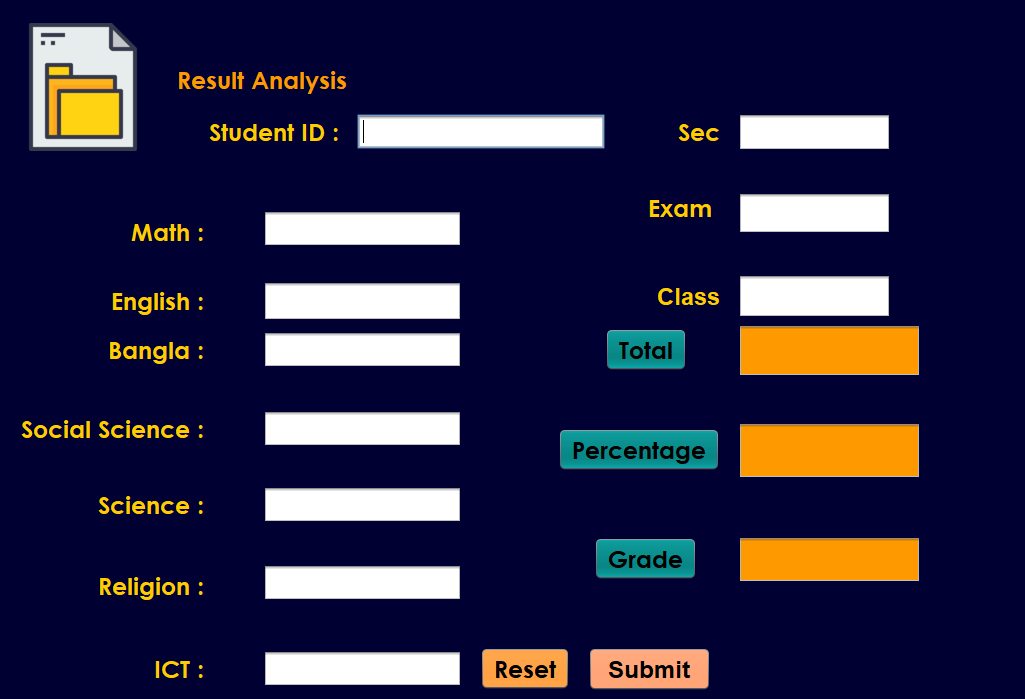 Result Analysis
Student ID :
Sec
Exam
Math :
Class
English :
Total
Bangla :
Social Science :
Percentage
Science :
Grade
Religion :
ICT :
Reset
Submit